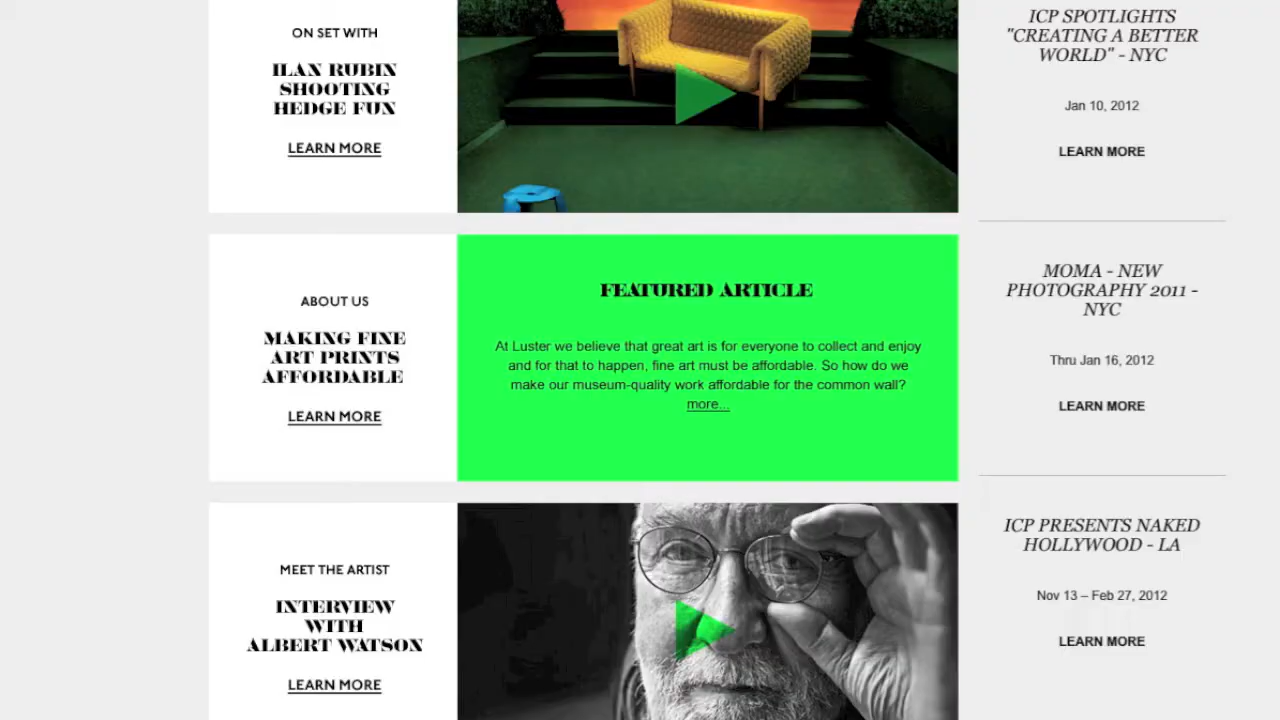 ON SET WITH
ILAN RUBIN
SHOOTING
HEDGE FUN
LEARN MORE
ABOUT US
MAKING FINE
ART PRINTS
AFFORDABLE
LEARN MORE
FEATURED ARTICLE
At Luster we believe that great art is for everyone to collect and enjoy
and for that to happen, fine art must be affordable. So how do we
make our museum-quality work affordable for the common wall?
more...
MEET THE ARTIST
INTERVIEW
WITH
ALBERT WATSON
LEARN MORE
ICP SPOTLIGHTS
"CREATING A BETTER
WORLD" - NYC
Jan 10, 2012
LEARN MORE
MOMA - NEW
PHOTOGRAPHY 2011 -
NYC
Thru Jan 16, 2012
LEARN MORE
ICP PRESENTS NAKED
HOLLYWOOD - LA
Nov 13 – Feb 27, 2012
LEARN MORE